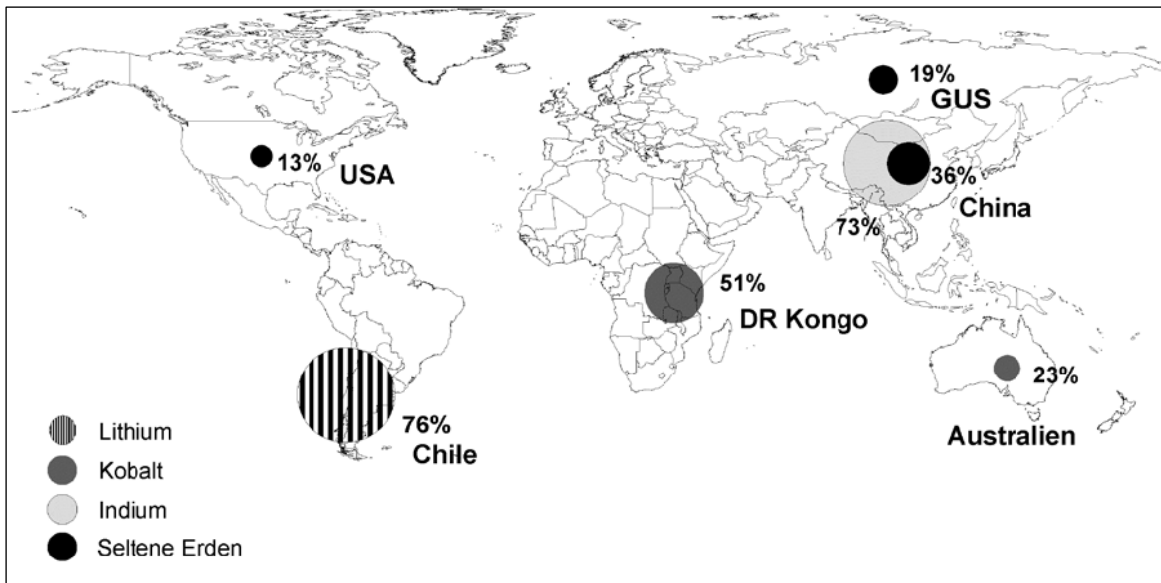 19%
GUS
13%
USA
36%
China
73%
51%
DR Kongo
23%
Australien
76%
Chile
Lithium
Kobalt
Indium
Seltene Erden